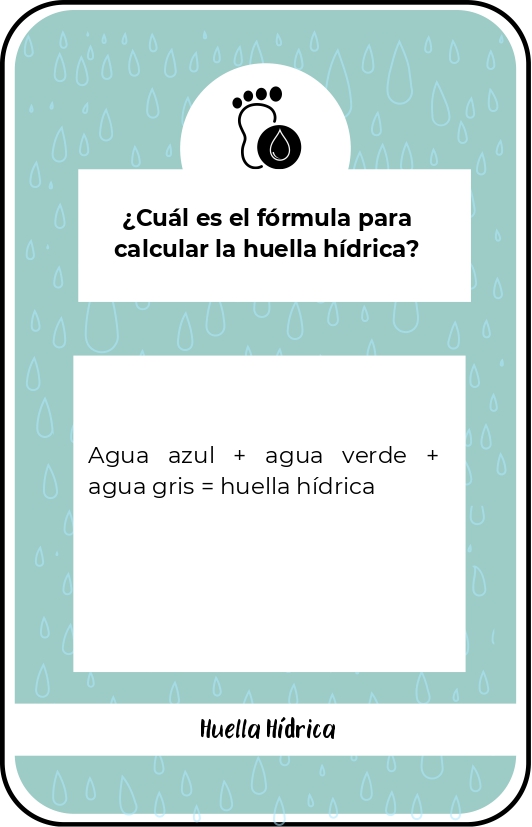 ¿Cuál es el fórmula para
calcular la huella hídrica?
Agua azul + agua verde +
agua gris = huella hídrica
Huella Hídrica